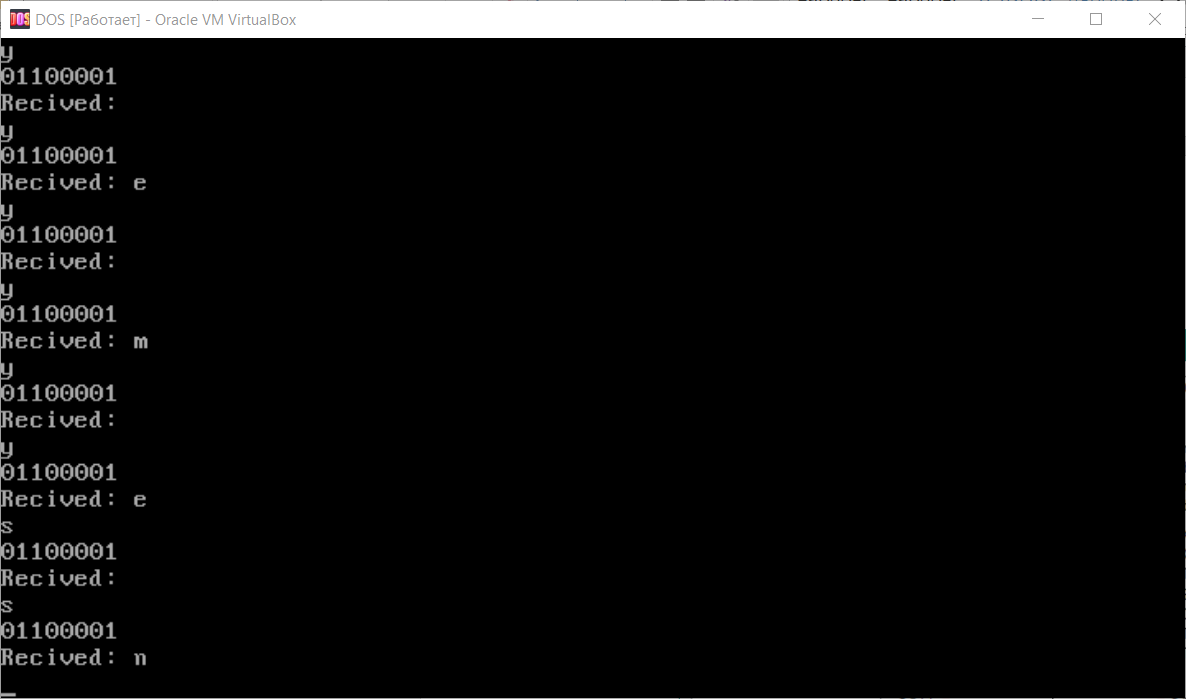 DOS [Работает] - Oracle VM VirtualBox
y
01100001
Recived:
y
01100001
Recived: e
y
01100001
Recived:
y
01100001
Recived: m
y
01100001
Recived:
y
01100001
Recived: e
s
01100001
Recived:
s
01100001
Recived: n
_